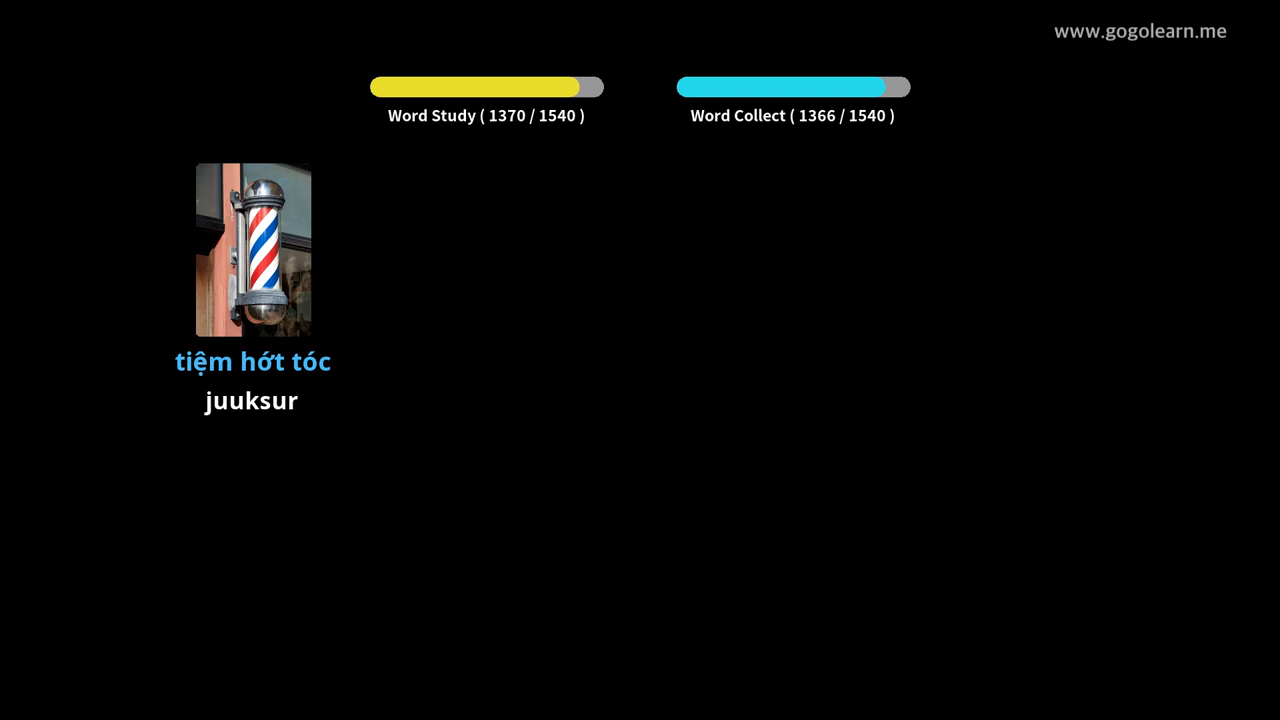 www.gogolearn.me
Word Study ( 1370 / 1540 )
Word Collect ( 1366 / 1540 )
tiệm hớt tóc
juuksur